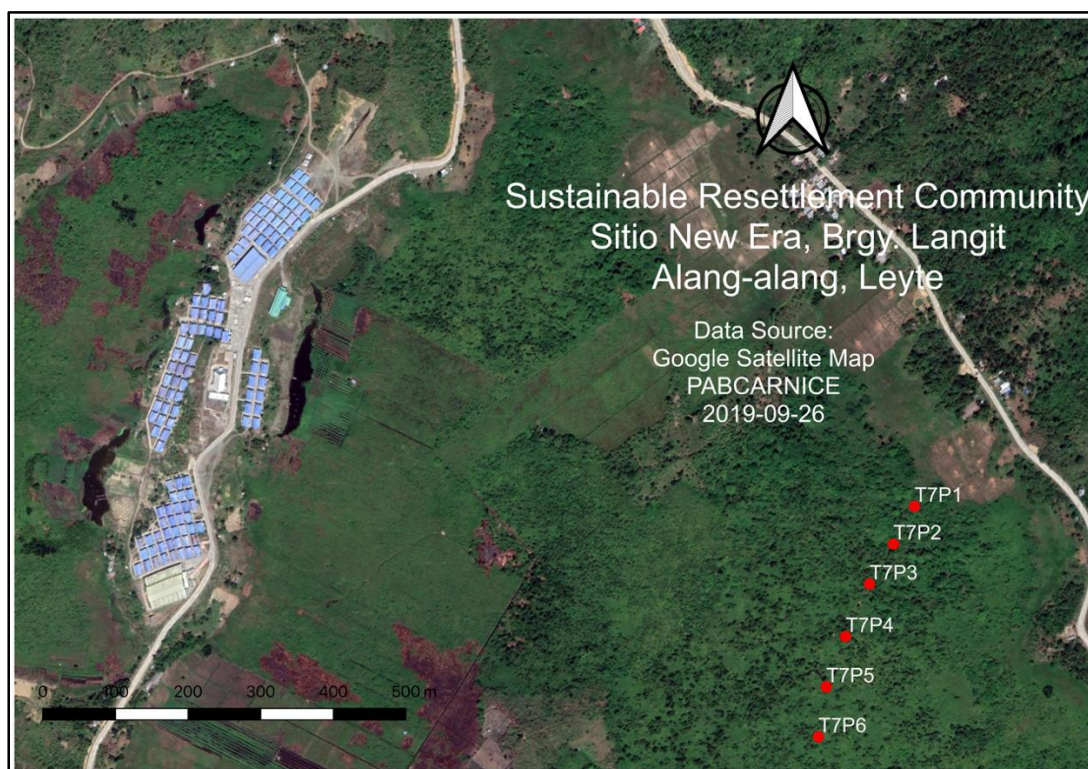 Sustainable Resettlement Community
Sitio New Era, Brgy. Langit
Alang-alang, Leyte
Data Source:
Google Satellite Map
PABCARNICE
2019-09-26
T7P1
T7P2
T7P3
T7P4
T7P5
T7P6
0 100 200 300 400 500 m